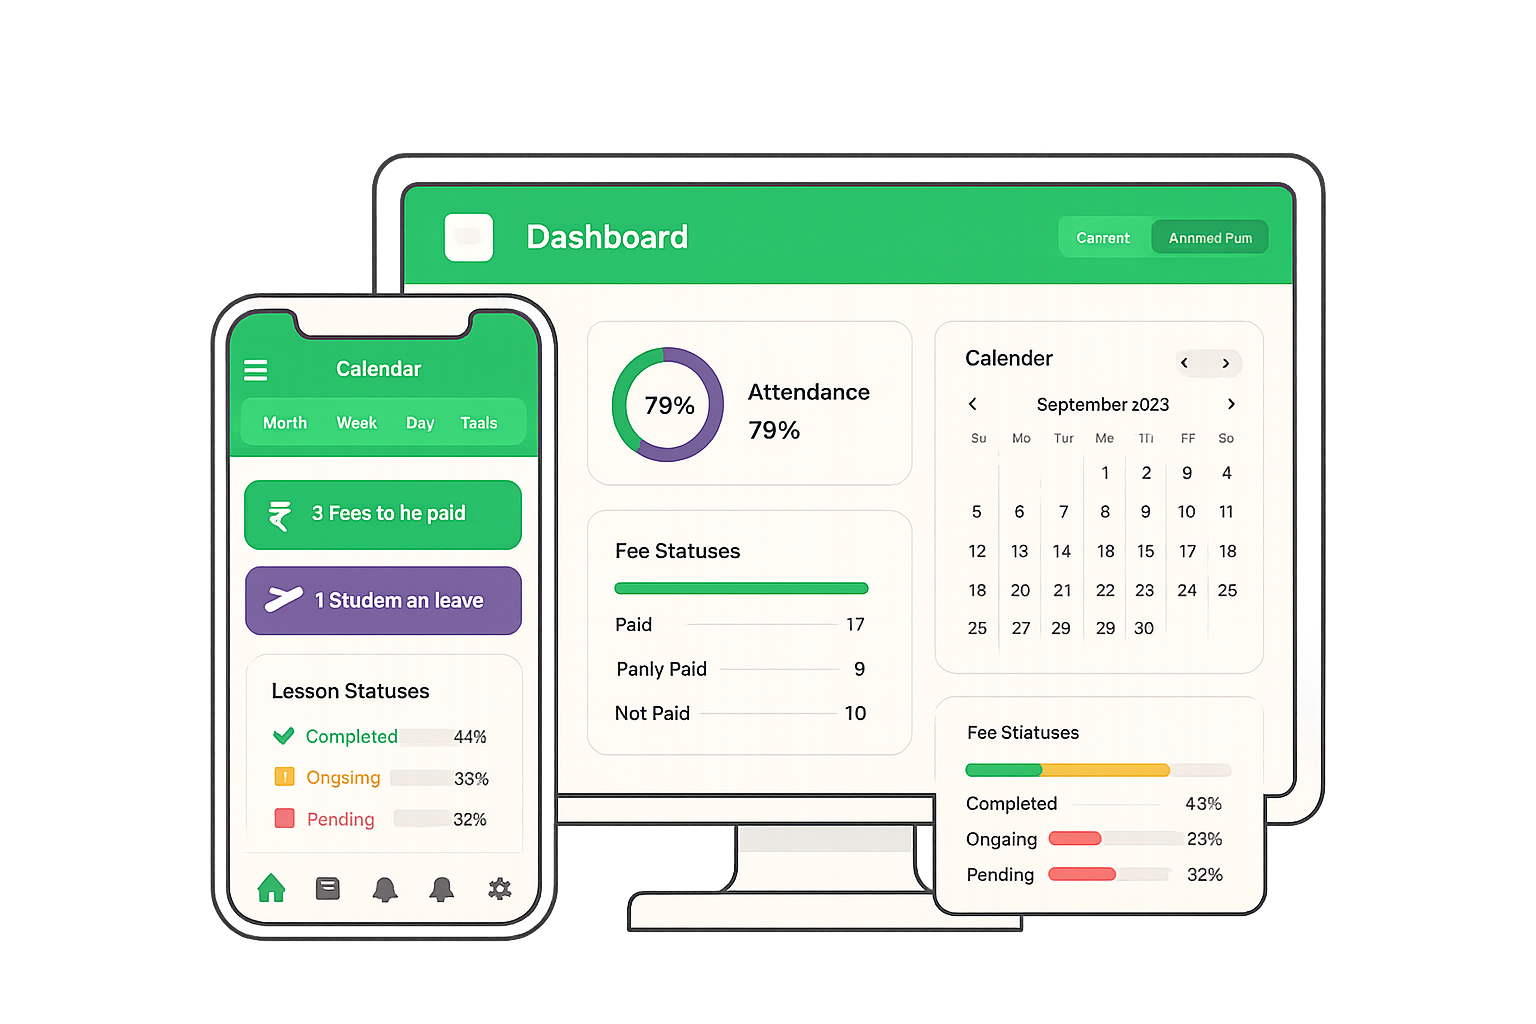 Dashboard
Canrent
Annmed Pum
Calendar
Morth Week Day Taals
3 Fees to he paid
1 Studem an leave
Lesson Statuses
Completed 44%
Ongsimg 33%
Pending 32%
79%
Attendance
79%
Fee Statuses
Paid 17
Panly Paid 9
Not Paid 10
Calender
September 2023
Su Mo Tur Me FF So
1 2 9 4
5 6 7 8 9 10 11
12 13 14 18 15 17 18
18 20 21 22 23 24 25
25 27 29 29 30
Fee Stiatuses
Completed 43%
Ongaing 23%
Pending 32%